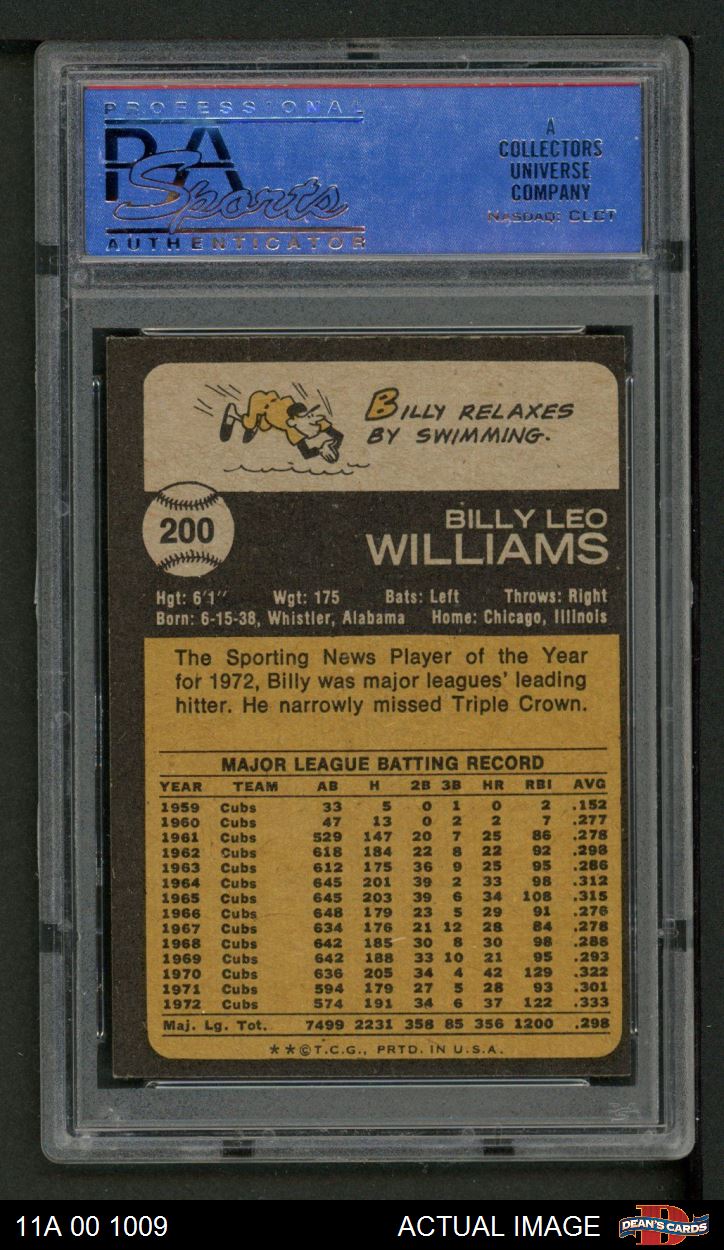 PROFESSIONAL
PSA
Sports
AUTHENTICATOR
A
COLLECTORS
UNIVERSE
COMPANY
NASDAQ: CLCT
BILLY RELAXES
BY SWIMMING.
200
BILLY LEO
WILLIAMS
Hgt: 6'1" Wgt: 175 Bats: Left Throws: Right
Born: 6-15-38, Whistler, Alabama Home: Chicago, Illinois
The Sporting News Player of the Year
for 1972, Billy was major leagues' leading
hitter. He narrowly missed Triple Crown.
MAJOR LEAGUE BATTING RECORD
YEAR TEAM AB H 2B 3B HR RBI AVG
1959 Cubs 33 5 0 1 0 2 .152
1960 Cubs 47 13 0 2 2 7 .277
1961 Cubs 529 147 20 7 25 86 .278
1962 Cubs 618 184 22 8 22 92 .298
1963 Cubs 612 175 36 9 25 95 .286
1964 Cubs 645 201 39 2 33 98 .312
1965 Cubs 645 203 39 6 34 108 .315
1966 Cubs 648 179 23 5 29 91 .276
1967 Cubs 634 176 21 12 28 84 .278
1968 Cubs 642 185 30 8 30 98 .288
1969 Cubs 642 188 33 10 21 95 .293
1970 Cubs 636 205 34 4 42 129 .322
1971 Cubs 594 179 27 5 28 93 .301
1972 Cubs 574 191 34 6 37 122 .333
Maj. Lg. Tot. 7499 2231 358 85 356 1200 .298
**©T.C.G., PRTD. IN U.S.A.
11A 00 1009 ACTUAL IMAGE DEAN'S CARDS